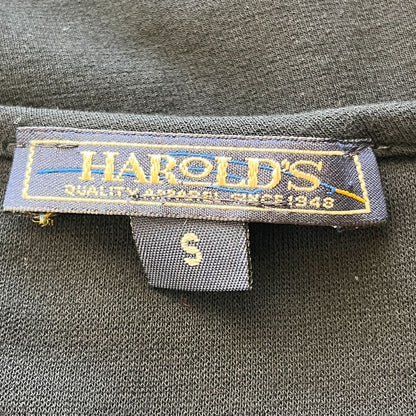 HAROLD'S
QUALITY APPAREL SINCE 1948
S